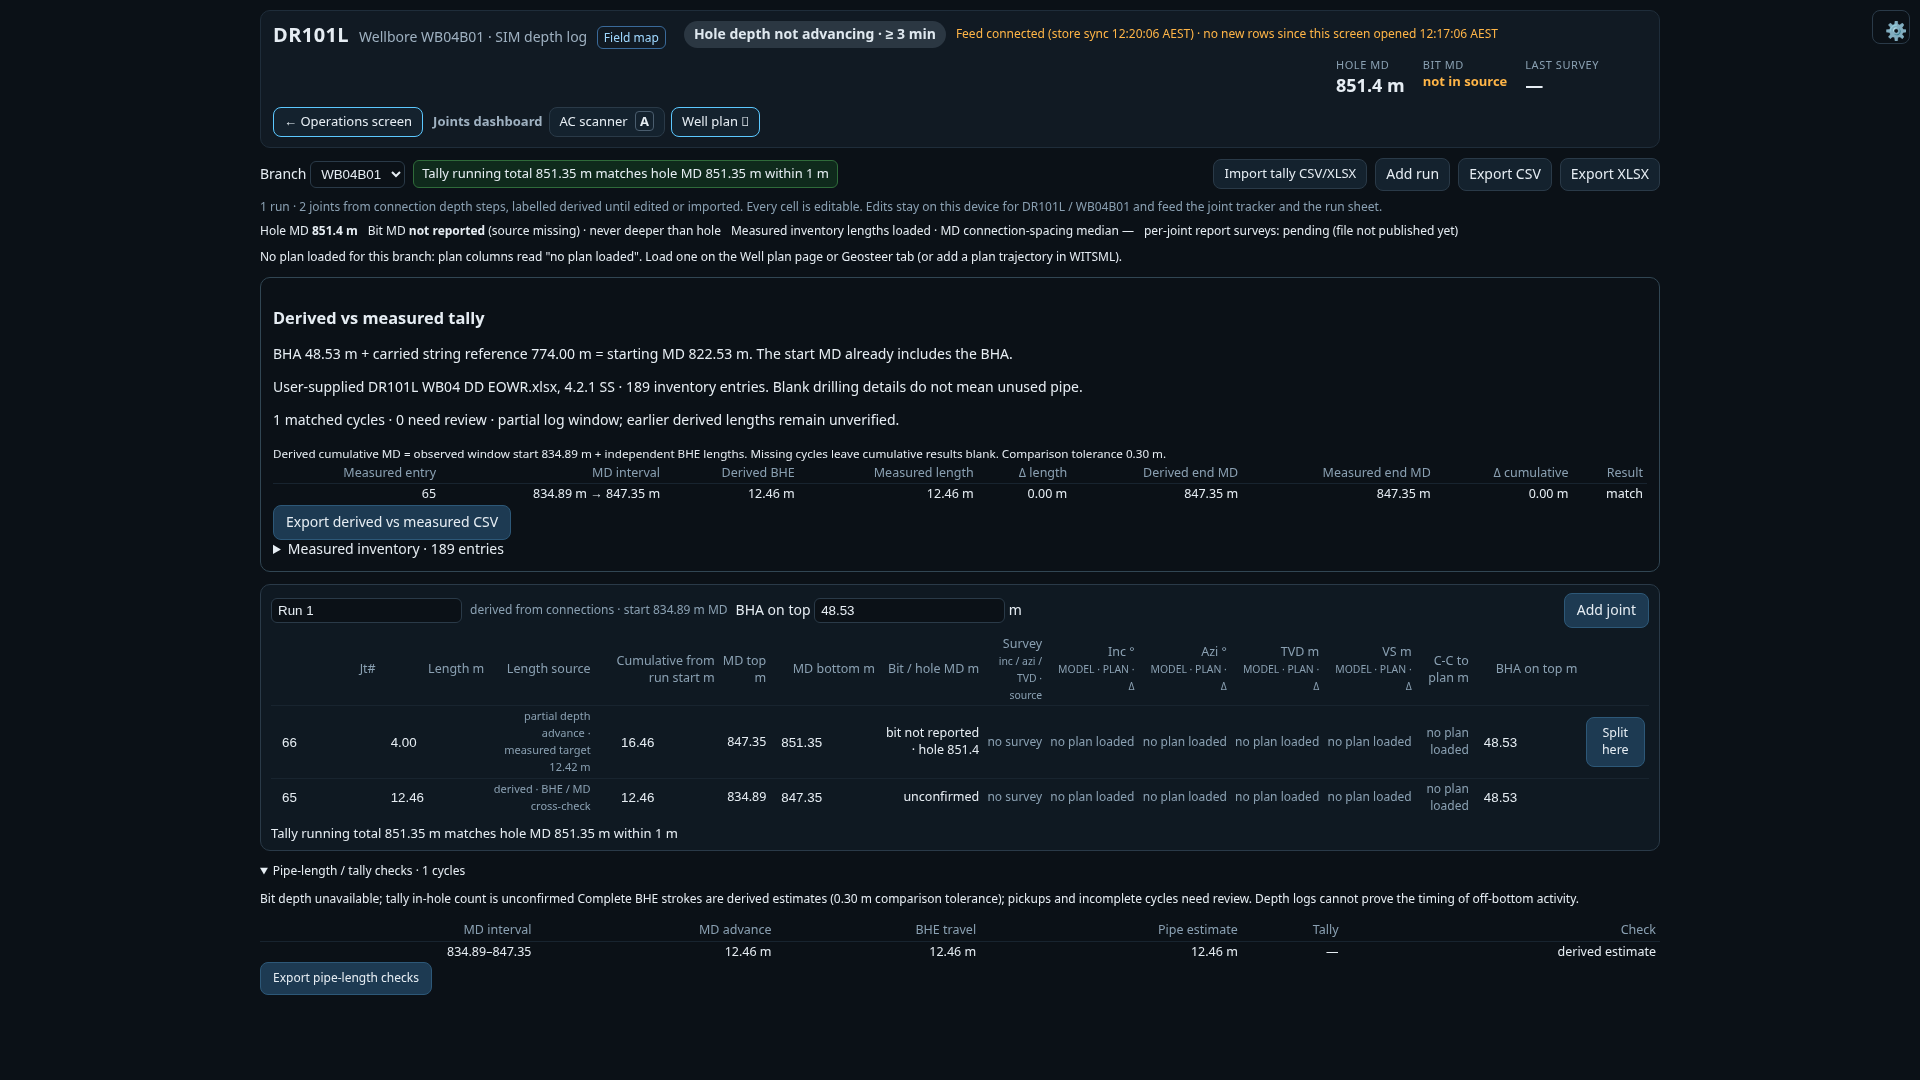 DR101L Wellbore WB04B01 · SIM depth log Field map Hole depth not advancing · ≥ 3 min Feed connected (store sync 12:20:06 AEST) · no new rows since this screen opened 12:17:06 AEST
HOLE MD BIT MD LAST SURVEY
851.4 m not in source —
← Operations screen Joints dashboard AC scanner A Well plan
Branch WB04B01 Tally running total 851.35 m matches hole MD 851.35 m within 1 m Import tally CSV/XLSX Add run Export CSV Export XLSX
1 run · 2 joints from connection depth steps, labelled derived until edited or imported. Every cell is editable. Edits stay on this device for DR101L / WB04B01 and feed the joint tracker and the run sheet.
Hole MD 851.4 m Bit MD not reported (source missing) · never deeper than hole Measured inventory lengths loaded · MD connection-spacing median — per-joint report surveys: pending (file not published yet)
No plan loaded for this branch: plan columns read "no plan loaded". Load one on the Well plan page or Geosteer tab (or add a plan trajectory in WITSML).
Derived vs measured tally
BHA 48.53 m + carried string reference 774.00 m = starting MD 822.53 m. The start MD already includes the BHA.
User-supplied DR101L WB04 DD EOWR.xlsx, 4.2.1 SS · 189 inventory entries. Blank drilling details do not mean unused pipe.
1 matched cycles · 0 need review · partial log window; earlier derived lengths remain unverified.
Derived cumulative MD = observed window start 834.89 m + independent BHE lengths. Missing cycles leave cumulative results blank. Comparison tolerance 0.30 m.
Measured entry MD interval Derived BHE Measured length Δ length Derived end MD Measured end MD Δ cumulative Result
65 834.89 m → 847.35 m 12.46 m 12.46 m 0.00 m 847.35 m 847.35 m 0.00 m match
Export derived vs measured CSV
▶ Measured inventory · 189 entries
Run 1 derived from connections · start 834.89 m MD BHA on top 48.53 m Add joint
Jt# Length m Length source Cumulative from run start m MD top m MD bottom m Bit / hole MD m Survey inc / azi / TVD · source Inc ° MODEL · PLAN · Δ Azi ° MODEL · PLAN · Δ TVD m MODEL · PLAN · Δ VS m MODEL · PLAN · Δ C-C to plan m BHA on top m
66 4.00 partial depth advance · measured target 12.42 m 16.46 847.35 851.35 bit not reported · hole 851.4 no survey no plan loaded no plan loaded no plan loaded no plan loaded no plan loaded 48.53 Split here
65 12.46 derived · BHE / MD cross-check 12.46 834.89 847.35 unconfirmed no survey no plan loaded no plan loaded no plan loaded no plan loaded no plan loaded 48.53
Tally running total 851.35 m matches hole MD 851.35 m within 1 m
▼ Pipe-length / tally checks · 1 cycles
Bit depth unavailable; tally in-hole count is unconfirmed Complete BHE strokes are derived estimates (0.30 m comparison tolerance); pickups and incomplete cycles need review. Depth logs cannot prove the timing of off-bottom activity.
MD interval MD advance BHE travel Pipe estimate Tally Check
834.89–847.35 12.46 m 12.46 m 12.46 m — derived estimate
Export pipe-length checks